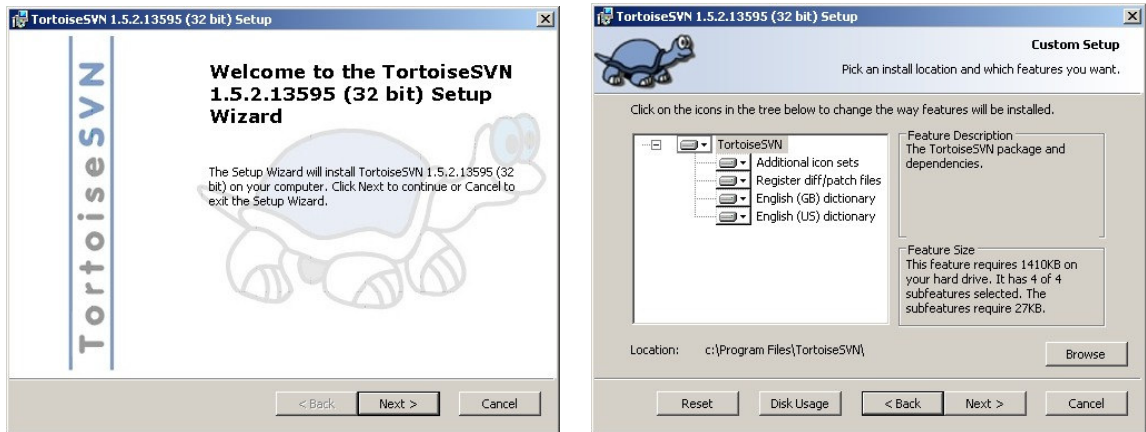 TortoiseSVN 1.5.2.13595 (32 bit) Setup
TortoiseSVN
Welcome to the TortoiseSVN
1.5.2.13595 (32 bit) Setup
Wizard
The Setup Wizard will install TortoiseSVN 1.5.2.13595 (32
bit) on your computer. Click Next to continue or Cancel to
exit the Setup Wizard.
< Back
Next >
Cancel
TortoiseSVN 1.5.2.13595 (32 bit) Setup
Custom Setup
Pick an install location and which features you want.
Click on the icons in the tree below to change the way features will be installed.
TortoiseSVN
Additional icon sets
Register diff/patch files
English (GB) dictionary
English (US) dictionary
Feature Description
The TortoiseSVN package and
dependencies.
Feature Size
This feature requires 1410KB on
your hard drive. It has 4 of 4
subfeatures selected. The
subfeatures require 27KB.
Location: c:\Program Files\TortoiseSVN\
Browse
Reset
Disk Usage
< Back
Next >
Cancel